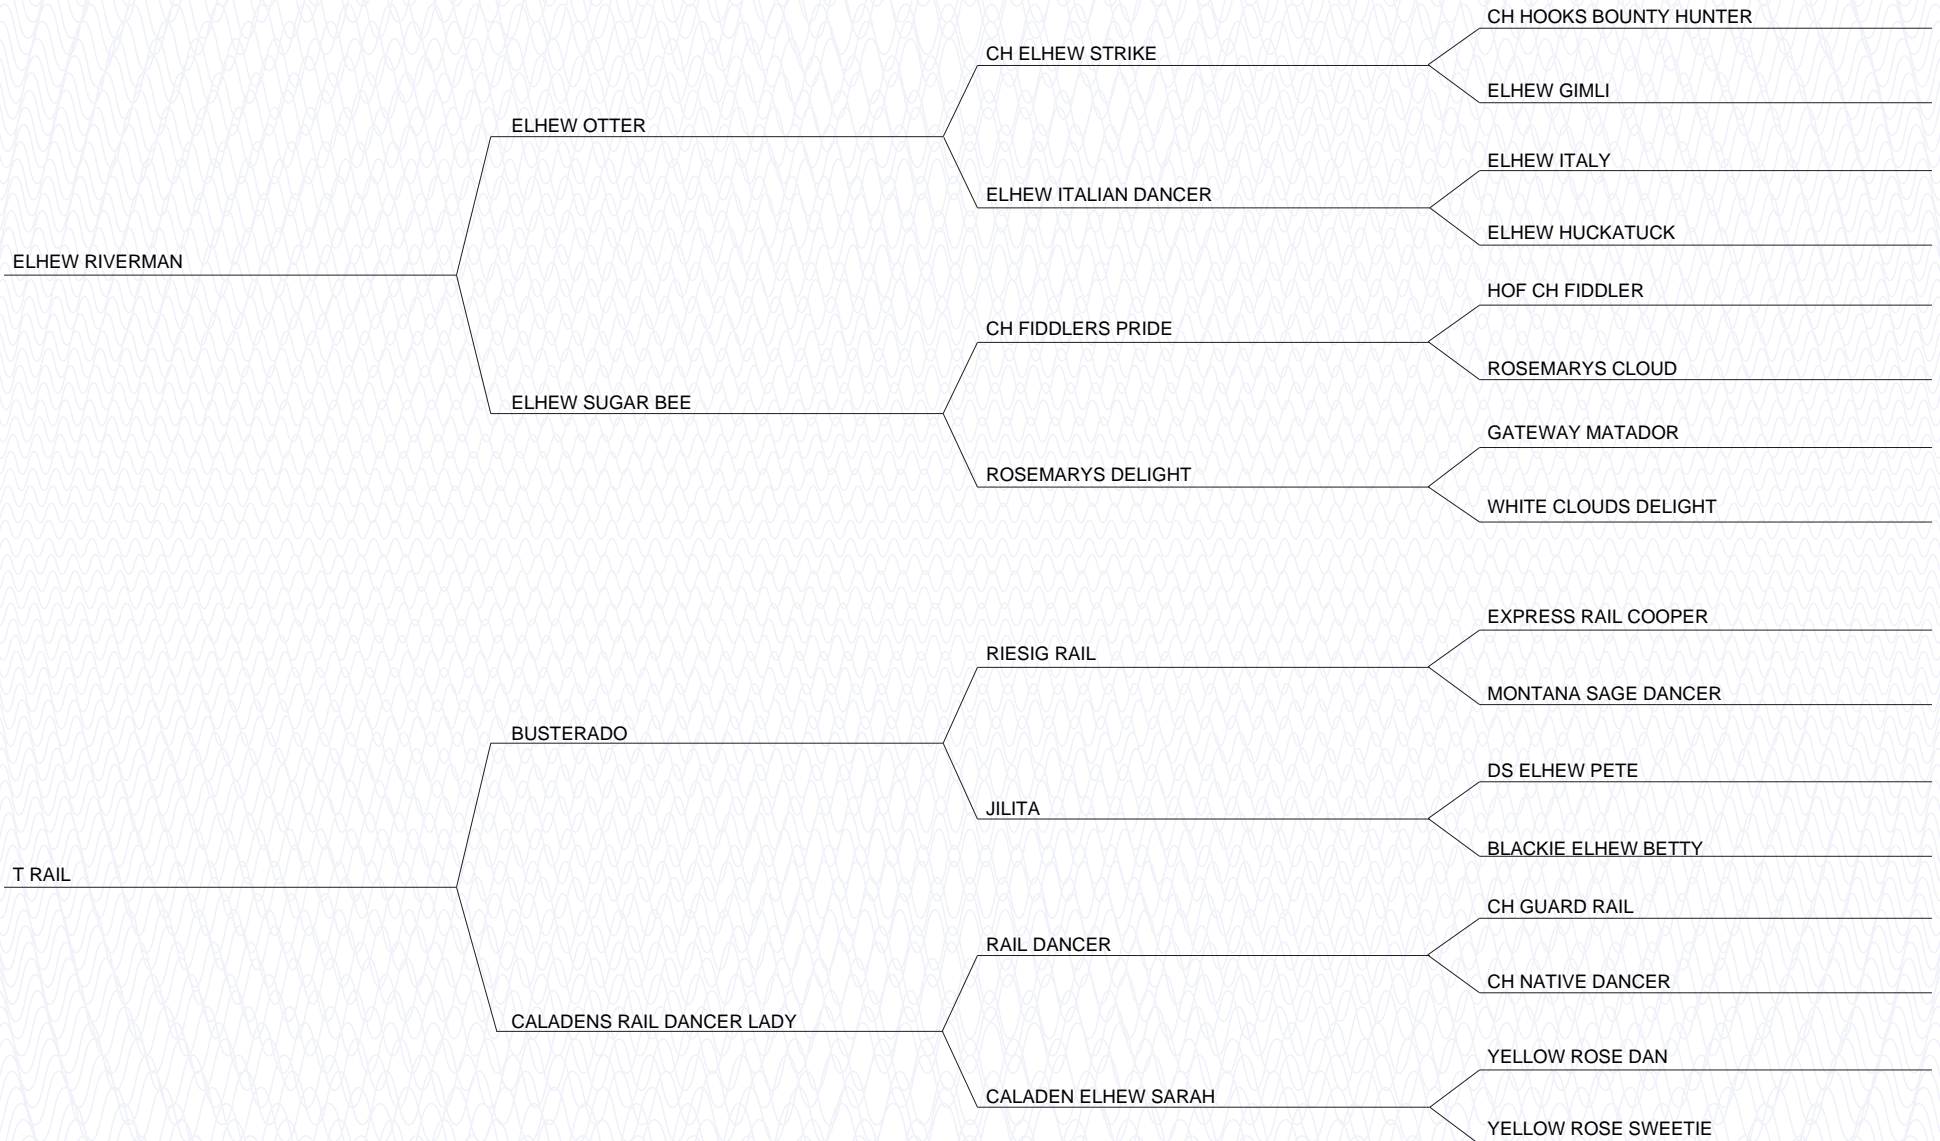 CH HOOKS BOUNTY HUNTER
CH ELHEW STRIKE
ELHEW GIMLI
ELHEW OTTER
ELHEW ITALY
ELHEW ITALIAN DANCER
ELHEW HUCKATUCK
ELHEW RIVERMAN
HOF CH FIDDLER
CH FIDDLERS PRIDE
ROSEMARYS CLOUD
ELHEW SUGAR BEE
GATEWAY MATADOR
ROSEMARYS DELIGHT
WHITE CLOUDS DELIGHT
EXPRESS RAIL COOPER
RIESIG RAIL
MONTANA SAGE DANCER
BUSTERADO
DS ELHEW PETE
JILITA
BLACKIE ELHEW BETTY
T RAIL
CH GUARD RAIL
RAIL DANCER
CH NATIVE DANCER
CALADENS RAIL DANCER LADY
YELLOW ROSE DAN
CALADEN ELHEW SARAH
YELLOW ROSE SWEETIE